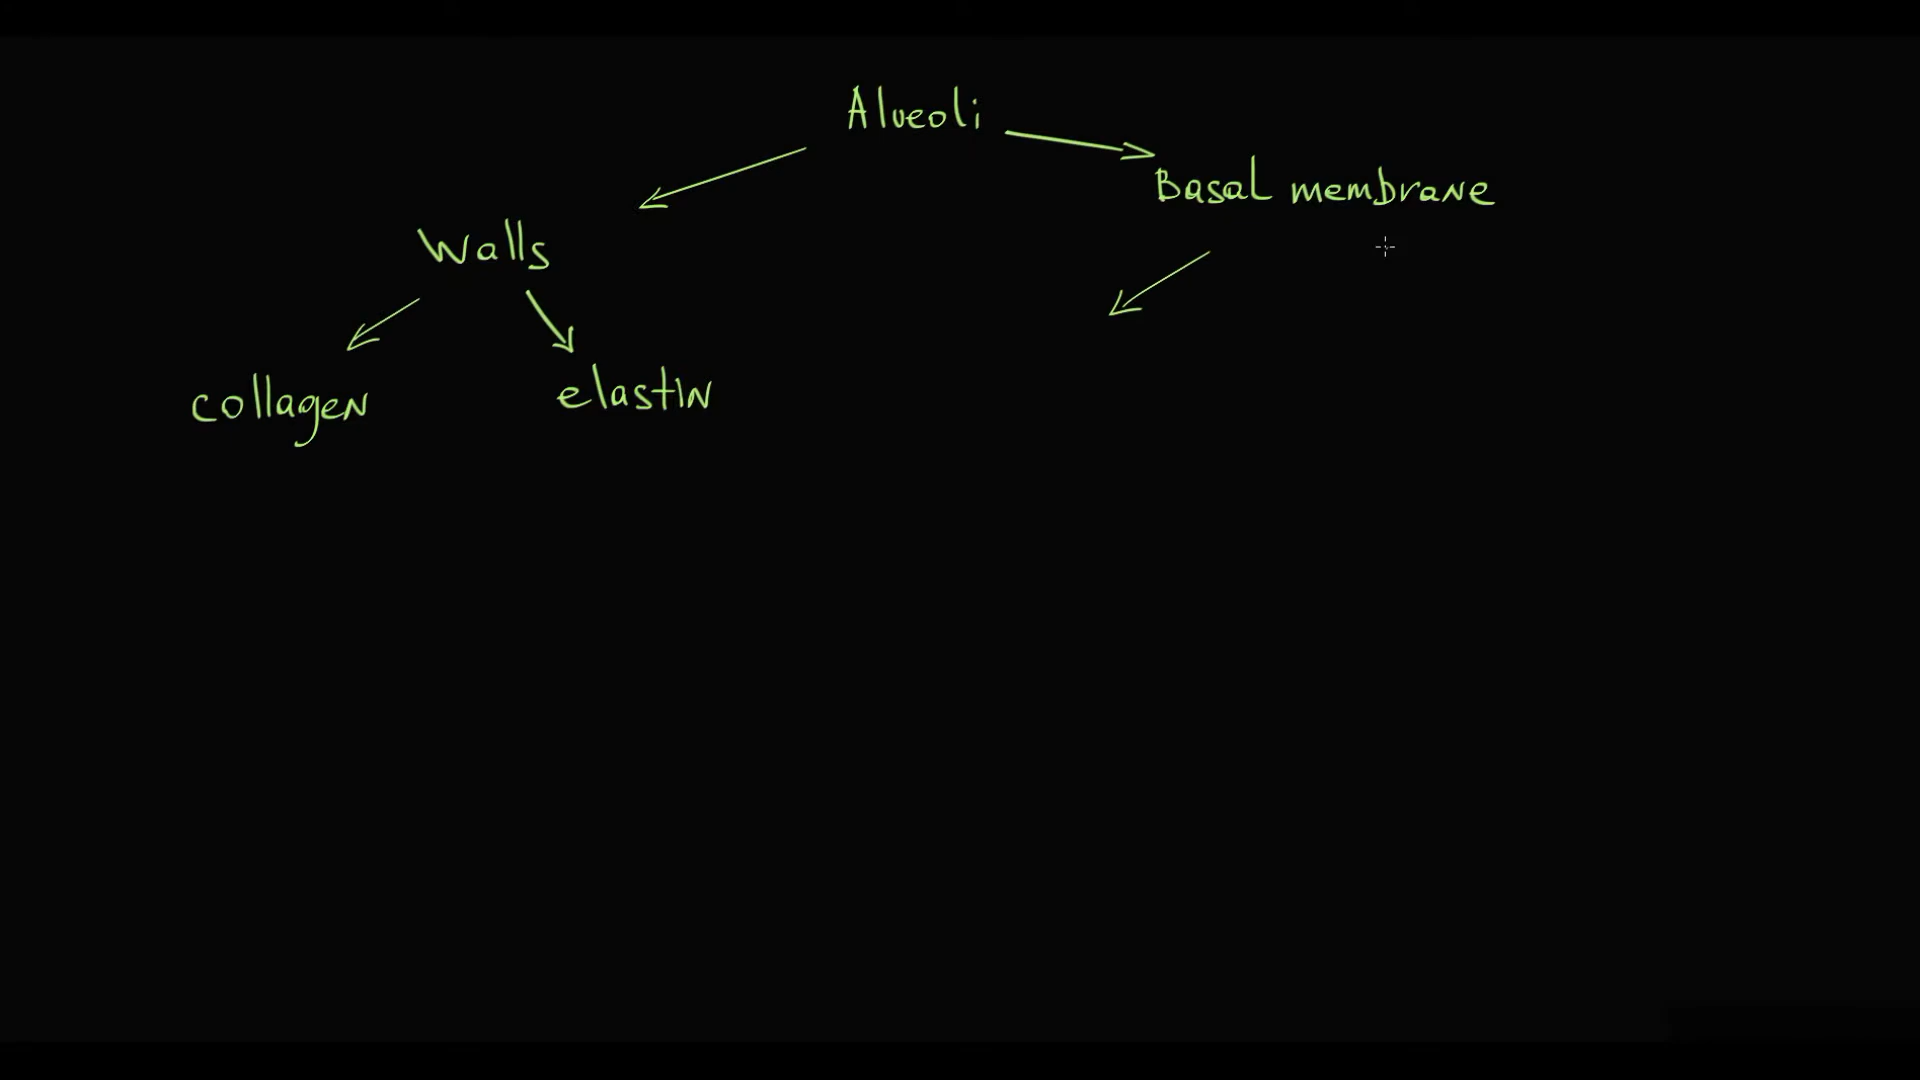 Alveoli
Basal membrane
Walls
collagen
elastin